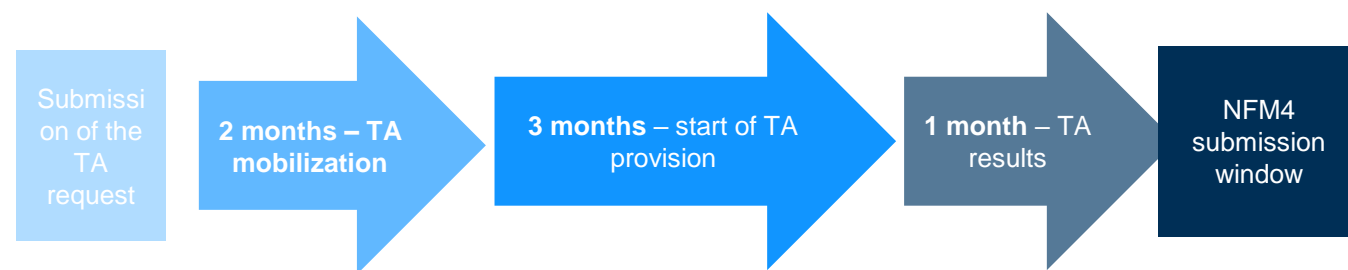 Submissi
on of the
TA
request
2 months – TA
mobilization
3 months – start of TA
provision
1 month – TA
results
NFM4
submission
window